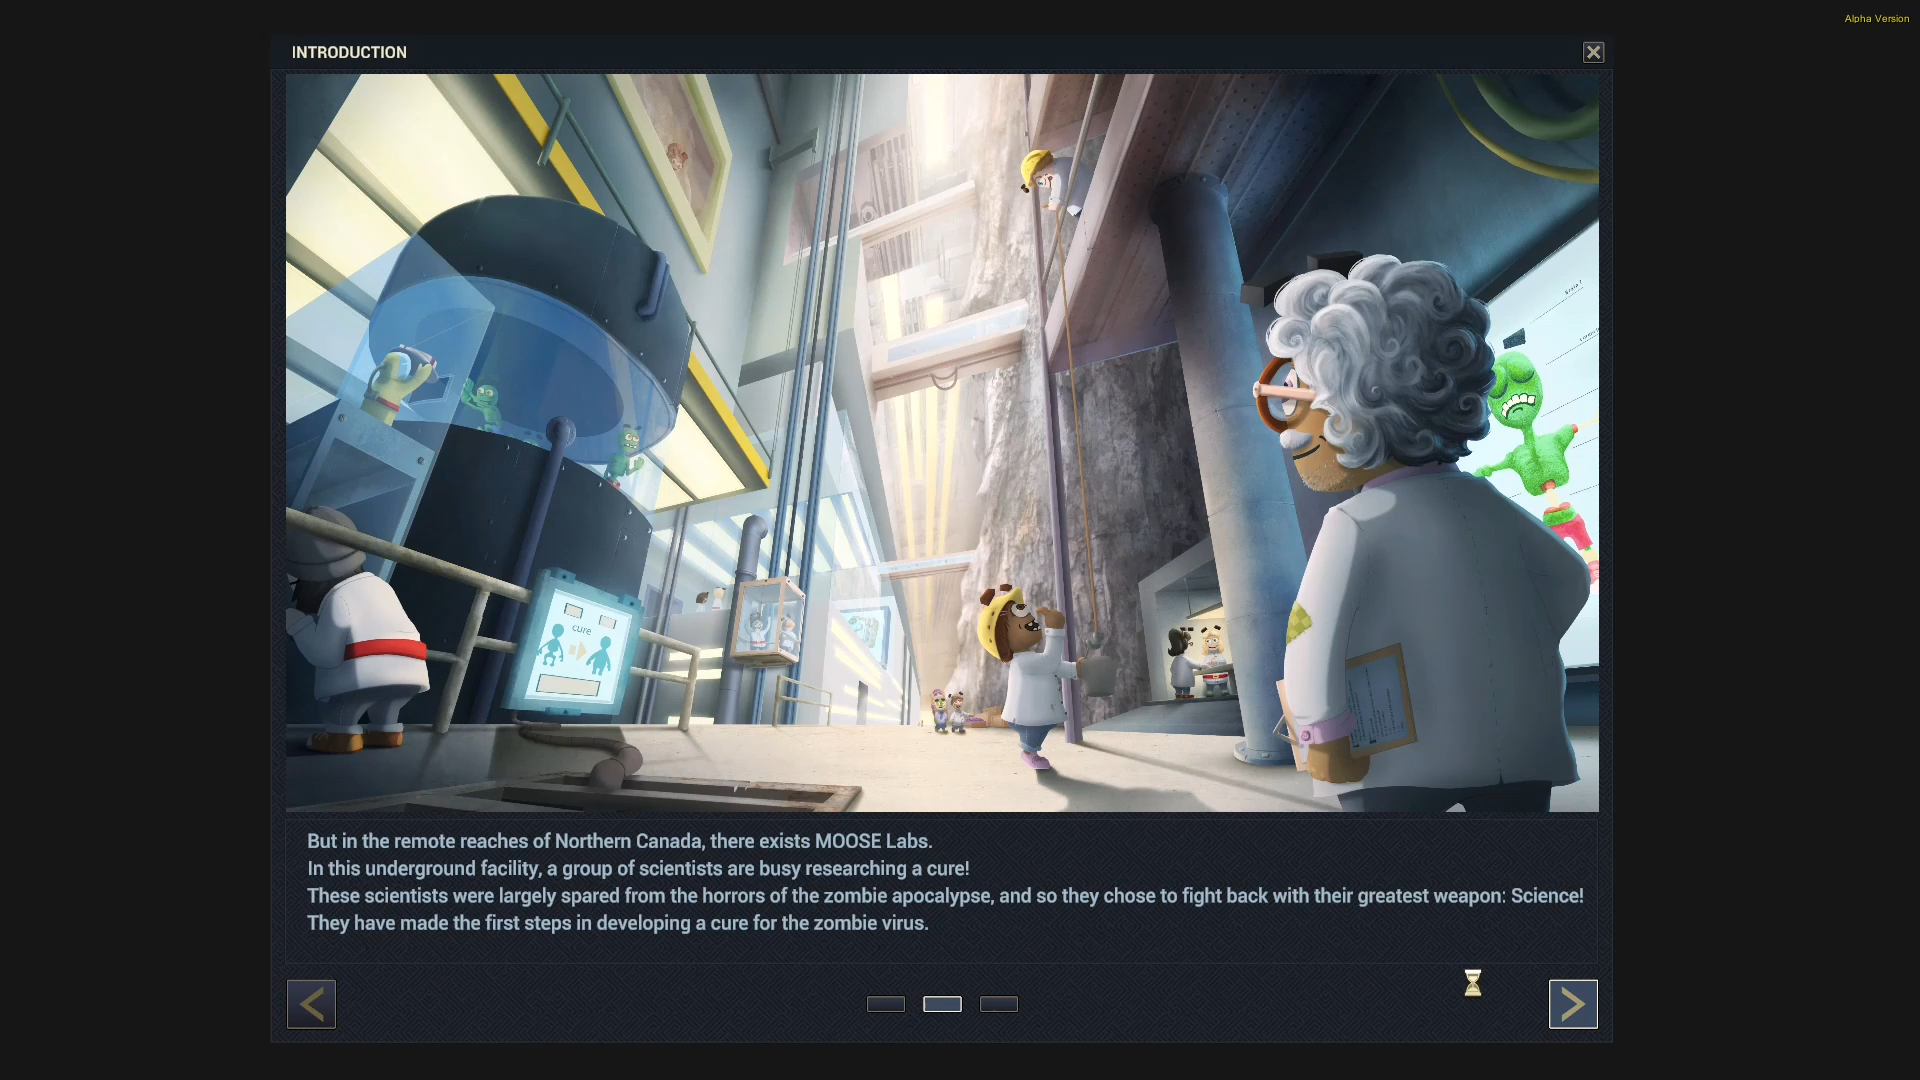 Alpha Version
INTRODUCTION
cure
But in the remote reaches of Northern Canada, there exists MOOSE Labs.
In this underground facility, a group of scientists are busy researching a cure!
These scientists were largely spared from the horrors of the zombie apocalypse, and so they chose to fight back with their greatest weapon: Science!
They have made the first steps in developing a cure for the zombie virus.